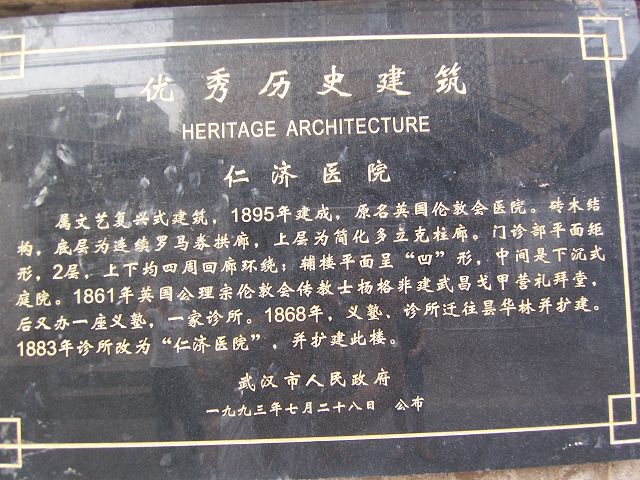 优秀历史建筑
HERITAGE ARCHITECTURE
仁济医院
属文艺复兴式建筑，1895年建成，原名英国伦敦会医院。砖木结
构，底层为连续罗马券拱廊，上层为简化多立克柱廊。门诊部平面矩
形，2层，上下均四周回廊环绕；辅楼平面呈“凹”形，中间是下沉式
庭院。1861年英国公理宗伦敦会传教士杨格非建武昌戈甲营礼拜堂，
后又办一座义塾，一家诊所。1868年，义塾、诊所迁往昙华林并扩建。
1883年诊所改为“仁济医院”，并扩建此楼。
武汉市人民政府
一九九三年七月二十八日 公布